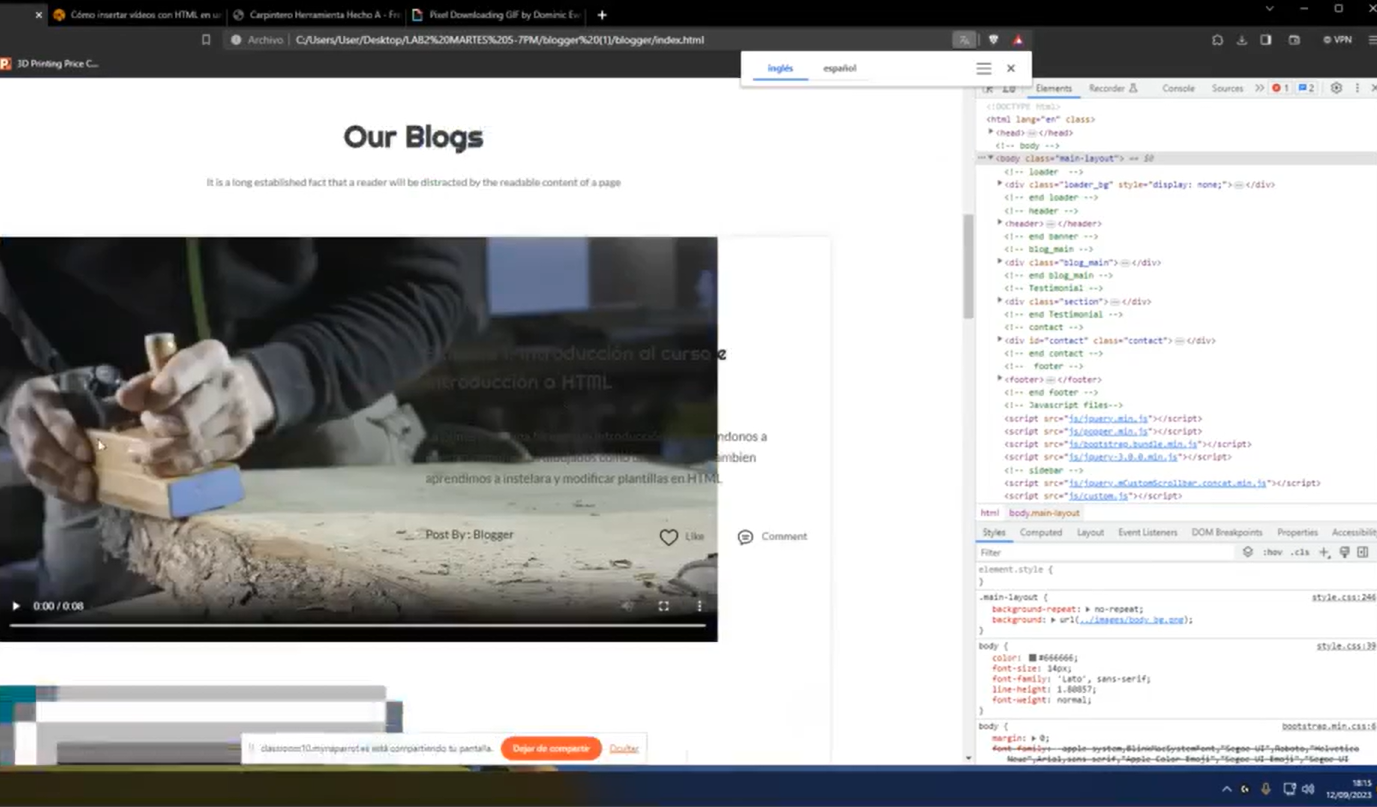 Cómo insertar vídeos con HTML en un
Carpintero Herramienta Hecho A - Fre
Pixel Downloading GIF by Dominic Ew
Archivo
C:/Users/User/Desktop/LAB2%20MARTES%205-7PM/blogger%20(1)/blogger/index.html
VPN
3D Printing Price C...
inglés
español
Elements
Recorder
Console
Sources
1
2
Our Blogs
It is a long established fact that a reader will be distracted by the readable content of a page
introducción al curso e
introducción a HTML
ndonos a
ambien
aprendimos a instelara y modificar plantillas en HTML
Post By : Blogger
Like
Comment
0:00 / 0:08
está compartiendo tu pantalla.
Dejar de compartir
Ocultar
<!DOCTYPE html>
<html lang="en" class>
<head></head>
<!-- body -->
<body class="main-layout"> == $0
<!-- loader -->
<div class="loader_bg" style="display: none;"></div>
<!-- end loader -->
<!-- header -->
<header></header>
<!-- end banner -->
<!-- blog_main -->
<div class="blog_main"></div>
<!-- end blog_main -->
<!-- Testimonial -->
<div class="section"></div>
<!-- end Testimonial -->
<!-- contact -->
<div id="contact" class="contact"></div>
<!-- end contact -->
<!-- footer -->
<footer></footer>
<!-- end footer -->
<!-- Javascript files-->
<script src="js/jquery.min.js"></script>
<script src="js/popper.min.js"></script>
<script src="js/bootstrap.bundle.min.js"></script>
<script src="js/jquery-3.0.0.min.js"></script>
<!-- sidebar -->
<script src="js/jquery.mCustomScrollbar.concat.min.js"></script>
<script src="js/custom.js"></script>
html body.main-layout
Styles Computed Layout Event Listeners DOM Breakpoints Properties Accessibility
Filter
:hov .cls
element.style {
}
.main-layout {
style.css:246
background-repeat: no-repeat;
background: url(../images/body_bg.png);
}
body {
style.css:39
color: #666666;
font-size: 14px;
font-family: 'Lato', sans-serif;
line-height: 1.80857;
font-weight: normal;
}
body {
bootstrap.min.css:6
margin: 0;
font-family: -apple-system,BlinkMacSystemFont,"Segoe UI",Roboto,"Helvetica
Neue",Arial,sans-serif,"Apple Color Emoji","Segoe UI Emoji","Segoe UI
18:15
12/09/2023